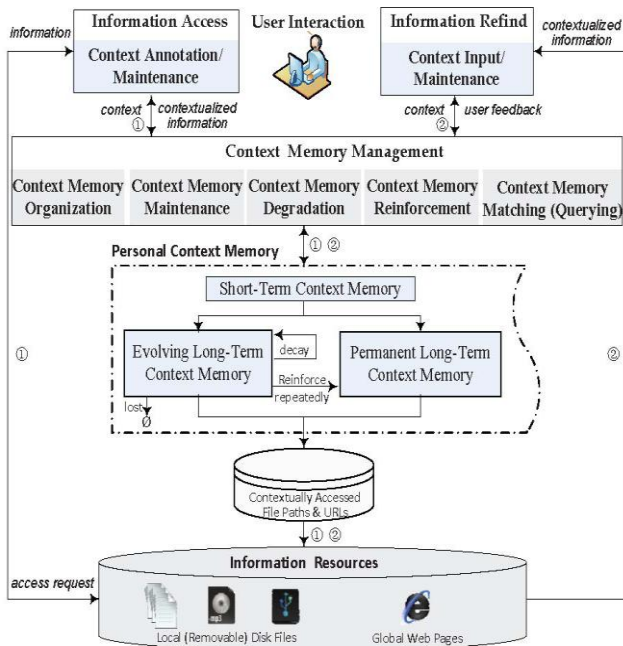 Information Access
User Interaction
Information Refind
information
Context Annotation/
Maintenance
Context Input/
Maintenance
contextualized
information
context
①
contextualized
information
context
②
user feedback
Context Memory Management
Context Memory
Organization
Context Memory
Maintenance
Context Memory
Degradation
Context Memory
Reinforcement
Context Memory
Matching (Querying)
① ②
Personal Context Memory
Short-Term Context Memory
Evolving Long-Term
Context Memory
decay
Reinforce
repeatedly
Permanent Long-Term
Context Memory
lost
Ø
①
②
Contextually Accessed
File Paths & URLs
① ②
Information Resources
access request
mp3
Local (Removable) Disk Files
Global Web Pages